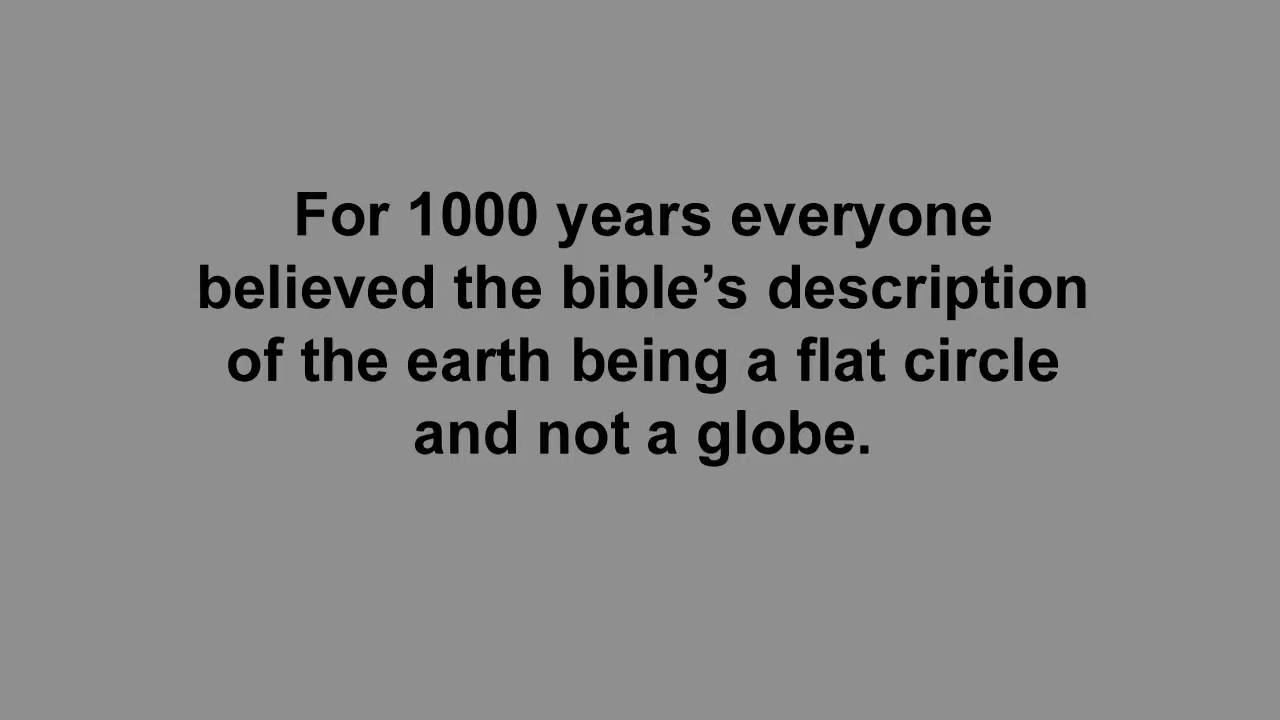 For 1000 years everyone
believed the bible’s description
of the earth being a flat circle
and not a globe.